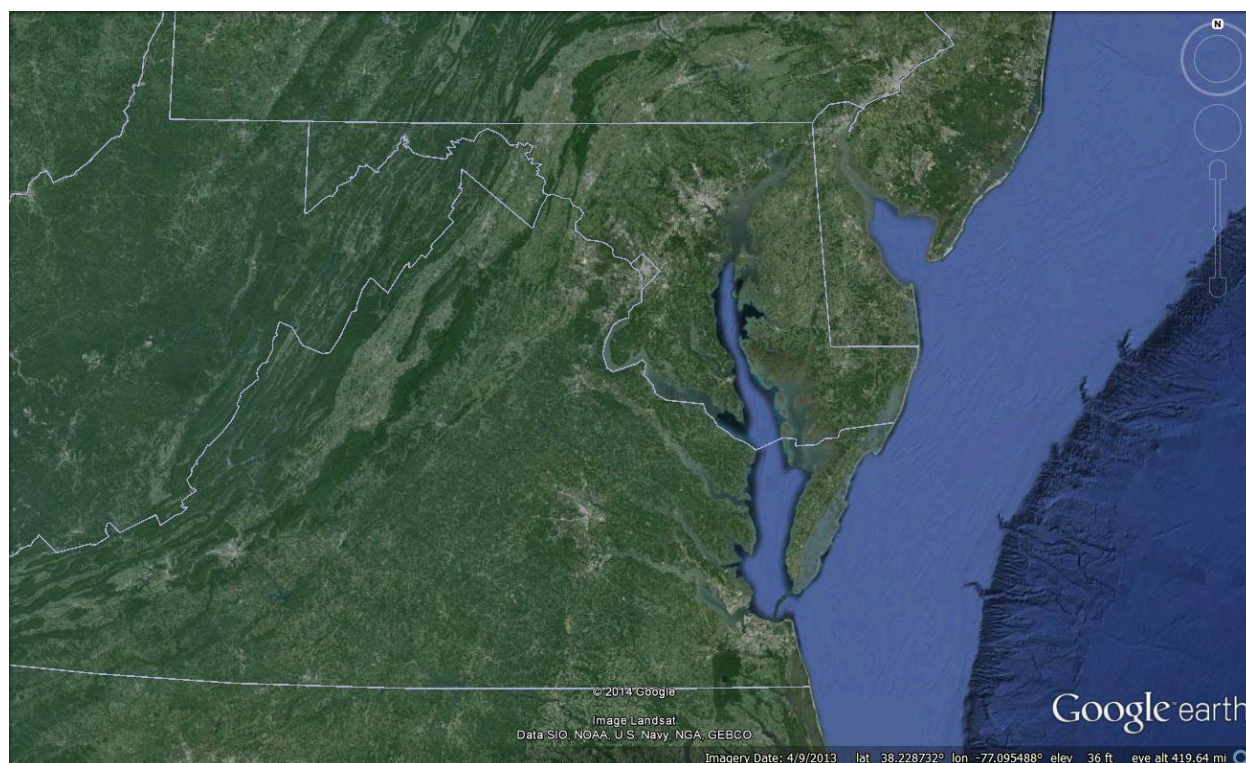 N
© 2014 Google
Image Landsat
Data SIO, NOAA, U.S. Navy, NGA, GEBCO
Google earth
Imagery Date: 4/9/2013 lat 38.228732° lon -77.095488° elev 36 ft eye alt 419.64 mi